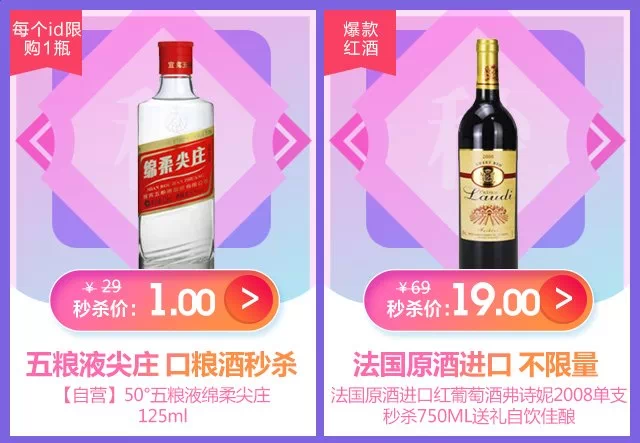 每个id限
购1瓶
绵柔尖庄
¥ 29
秒杀价: 1.00 >
五粮液尖庄 口粮酒秒杀
【自营】50°五粮液绵柔尖庄
125ml
爆款
红酒
2008
Laudi
¥69
秒杀价:19.00 >
法国原酒进口 不限量
法国原酒进口红葡萄酒弗诗妮2008单支
秒杀750ML送礼自饮佳酿